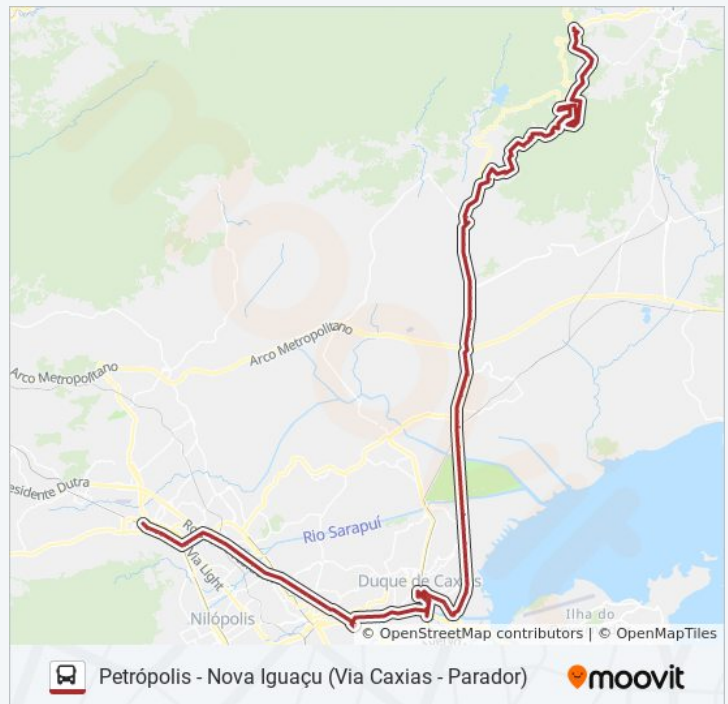 Arco Metropolitano
Arco Metropolitano
esidente Dutra
Via Light
Rio Sarapuí
Duque de Caxias
Nilópolis
Ilha do
© OpenStreetMap contributors | © OpenMapTiles
Petrópolis - Nova Iguaçu (Via Caxias - Parador)
moovit